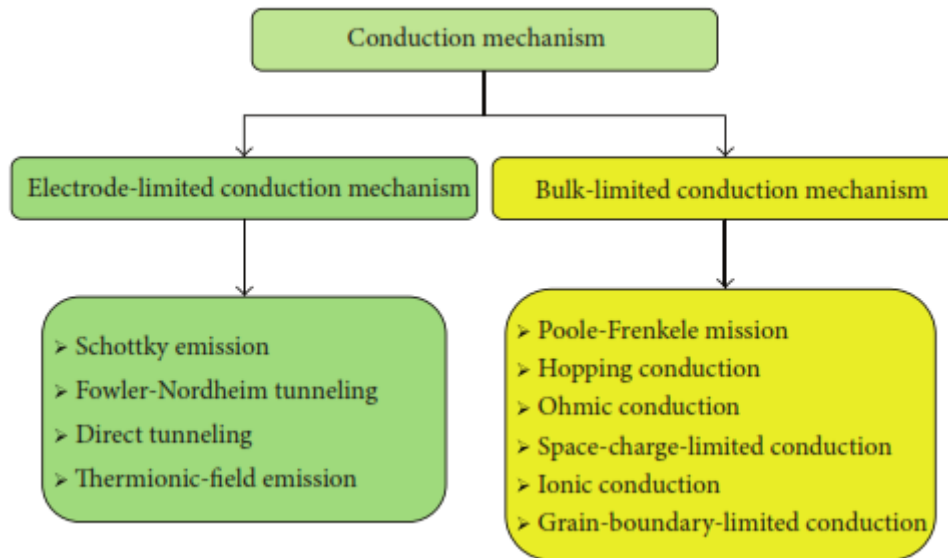 Conduction mechanism
Electrode-limited conduction mechanism
Bulk-limited conduction mechanism
➢ Schottky emission
➢ Fowler-Nordheim tunneling
➢ Direct tunneling
➢ Thermionic-field emission
➢ Poole-Frenkele mission
➢ Hopping conduction
➢ Ohmic conduction
➢ Space-charge-limited conduction
➢ Ionic conduction
➢ Grain-boundary-limited conduction